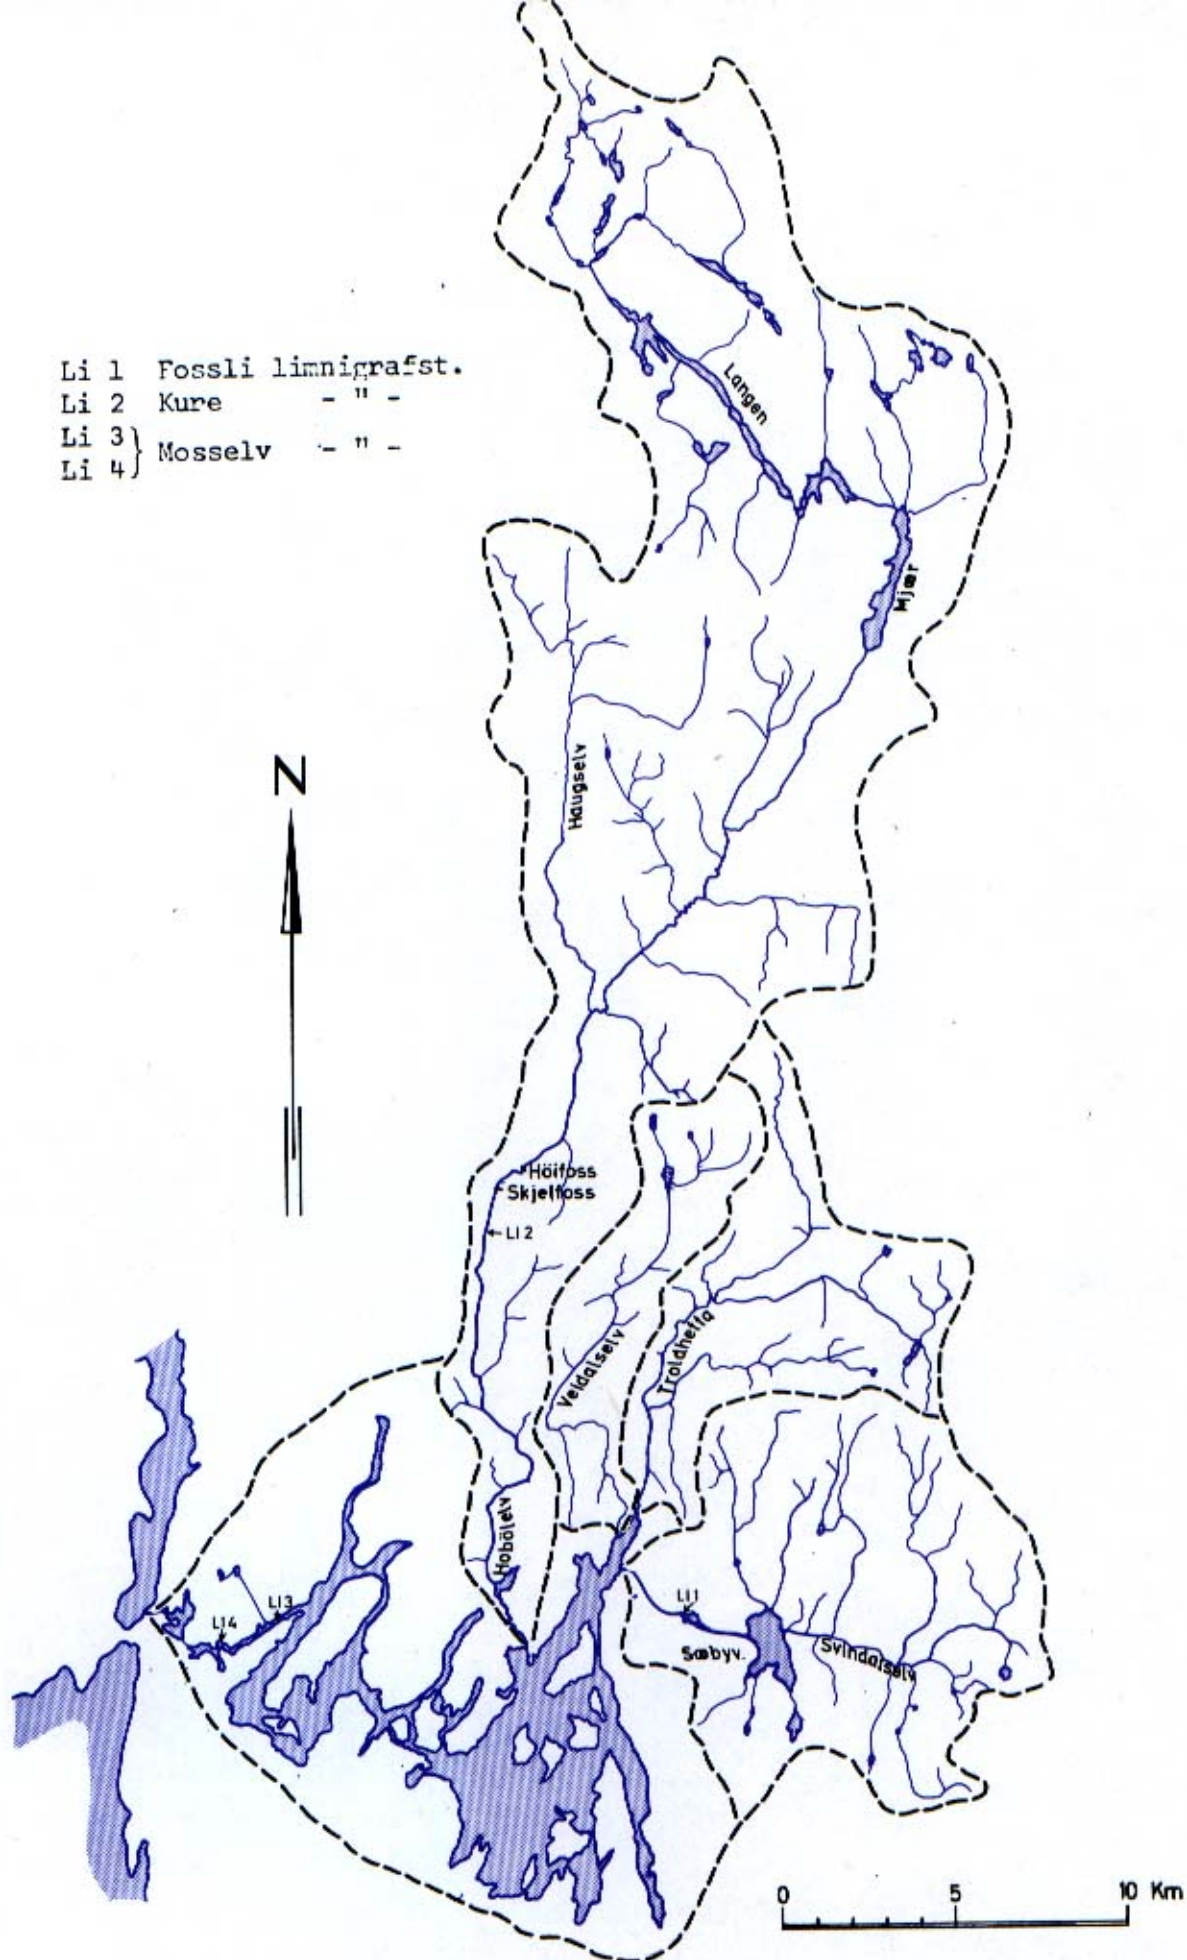 Li 1 Fossli limnigrafst.
Li 2 Kure - " -
Li 3
Li 4
} Mosselv - " -
Langen
Mjær
N
Haugselv
Höifoss
Skjelfoss
LI 2
Veidalselv
Troldhetta
Hobölelv
LI 3
LI 4
LI 1
Sæbyv.
Svindalselv
0 5 10 Km